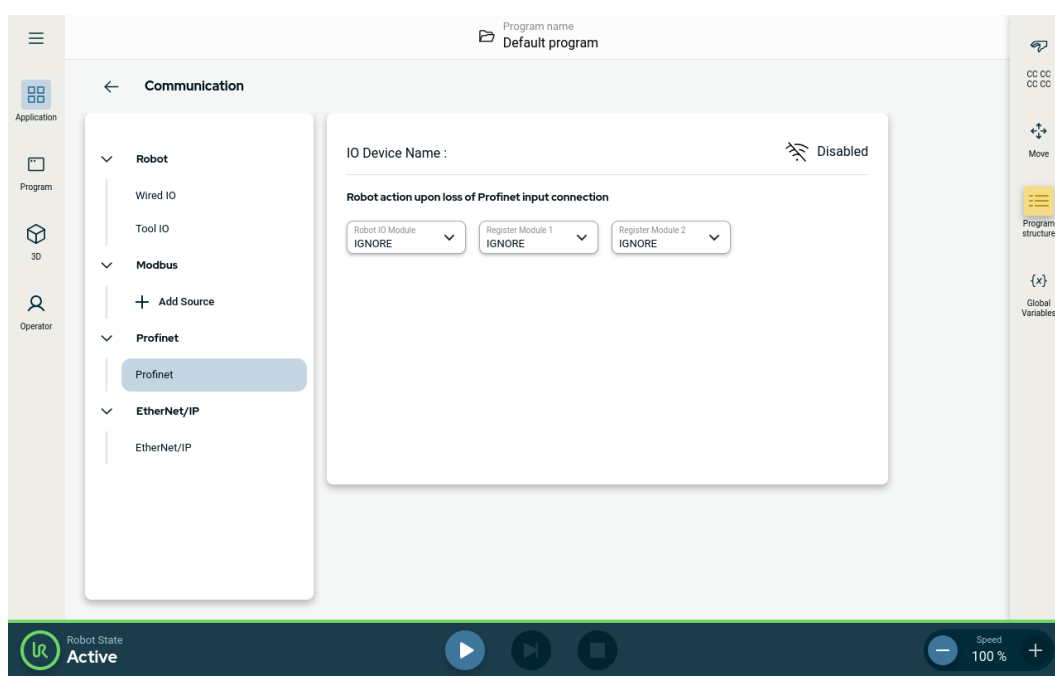 Program name
Default program
Application
Program
3D
Operator
Communication
Robot
Wired IO
Tool IO
Modbus
Add Source
Profinet
Profinet
EtherNet/IP
EtherNet/IP
IO Device Name :
Disabled
Robot action upon loss of Profinet input connection
Robot IO Module
IGNORE
Register Module 1
IGNORE
Register Module 2
IGNORE
CC CC
CC CC
Move
Program
structure
{x}
Global
Variables
UR
Robot State
Active
Speed
100 %